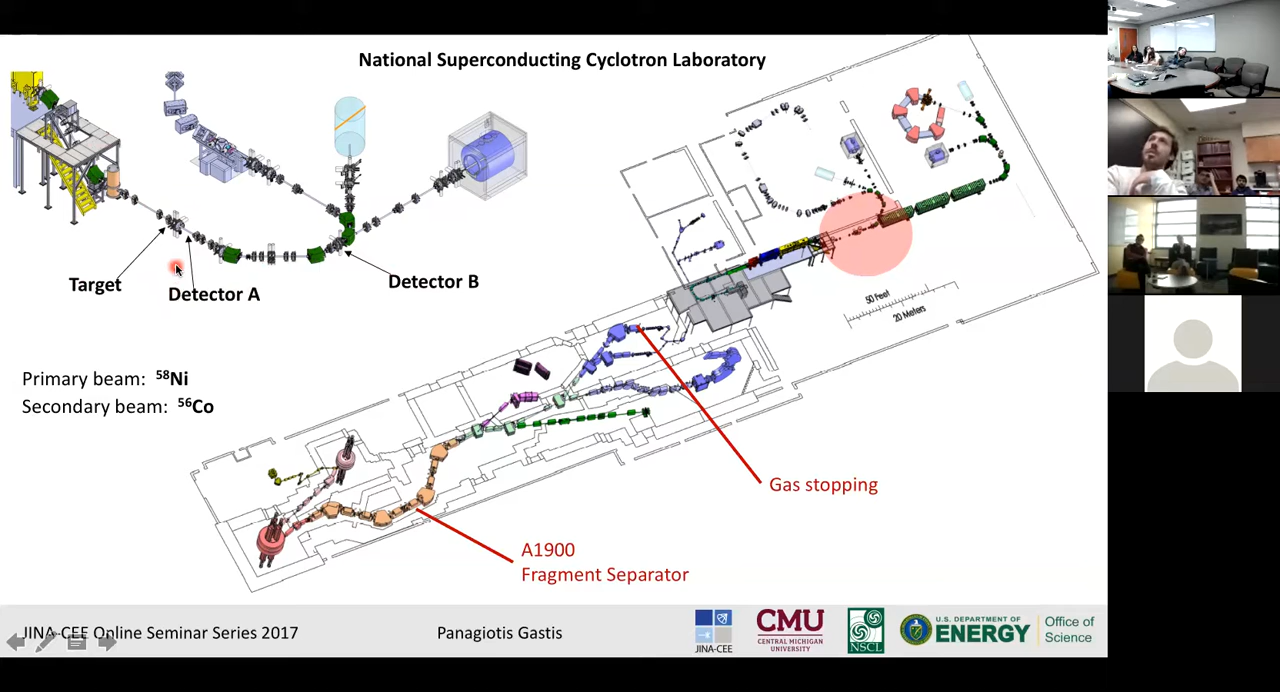 National Superconducting Cyclotron Laboratory
Target
Detector A
Detector B
50 Feet
20 Meters
Primary beam: ⁵⁸Ni
Secondary beam: ⁵⁶Co
Gas stopping
A1900
Fragment Separator
JINA-CEE Online Seminar Series 2017
Panagiotis Gastis
JINA-CEE
CMU
CENTRAL MICHIGAN
UNIVERSITY
NSCL
U.S. DEPARTMENT OF
ENERGY
Office of
Science